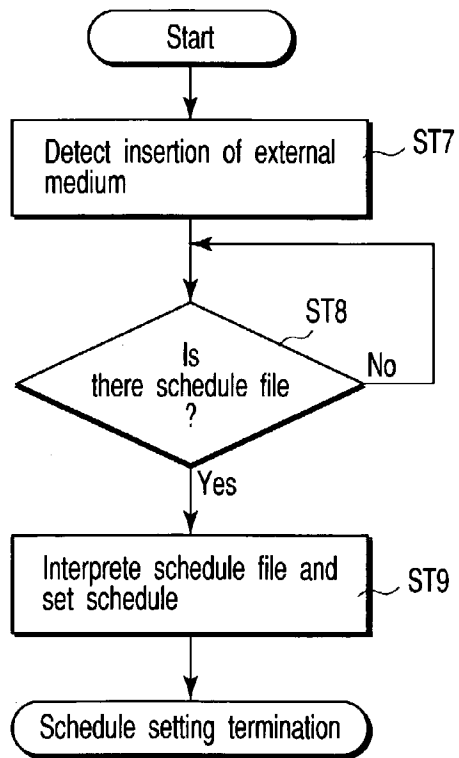 Start
Detect insertion of external
medium
ST7
ST8
Is
there schedule file
?
No
Yes
Interprete schedule file and
set schedule
ST9
Schedule setting termination